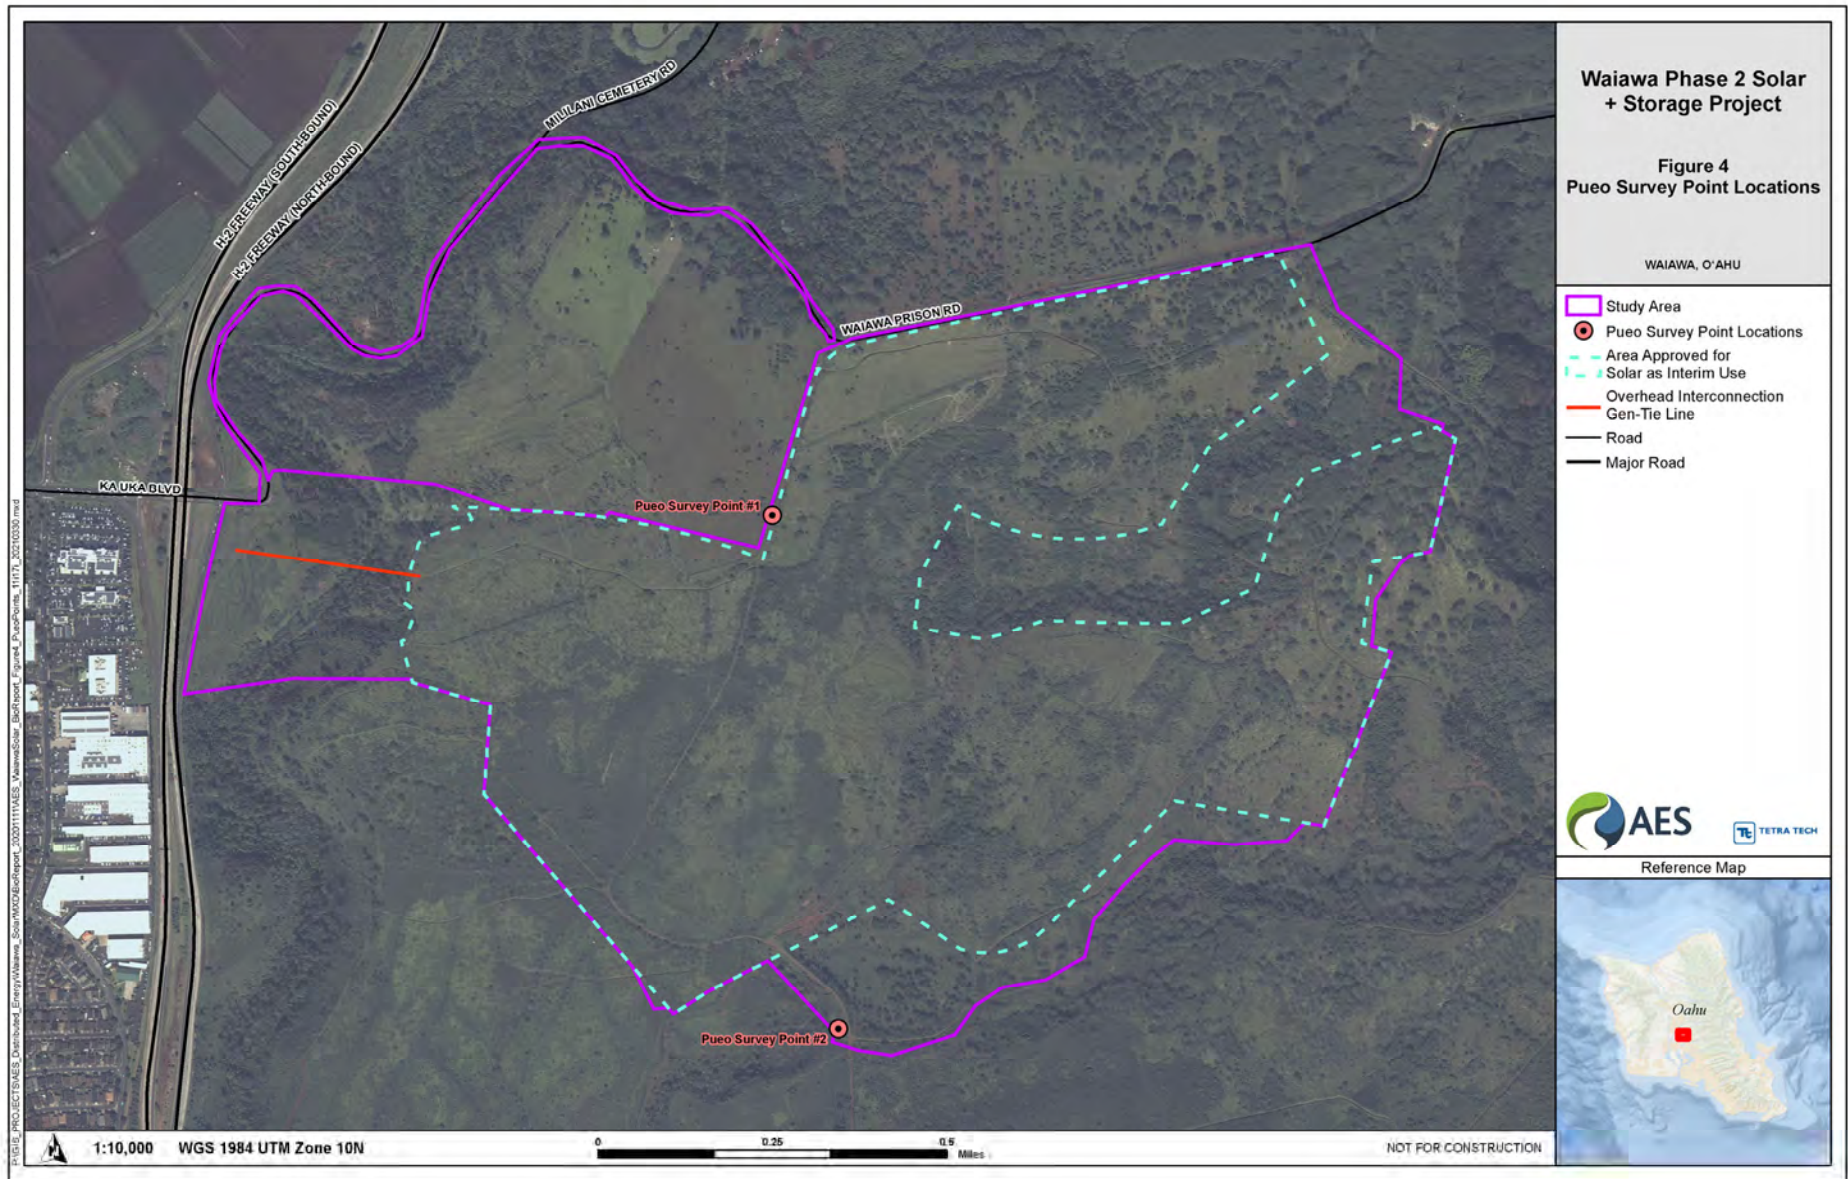 Waiawa Phase 2 Solar
+ Storage Project
Figure 4
Pueo Survey Point Locations
WAIAWA, O'AHU
Study Area
Pueo Survey Point Locations
Area Approved for
Solar as Interim Use
Overhead Interconnection
Gen-Tie Line
Road
Major Road
AES
Tt TETRA TECH
Reference Map
Oahu
MILILANI CEMETERY RD
H-2 FREEWAY (SOUTH-BOUND)
H-2 FREEWAY (NORTH-BOUND)
WAIAWA PRISON RD
KA UKA BLVD
Pueo Survey Point #1
Pueo Survey Point #2
1:10,000 WGS 1984 UTM Zone 10N
0 0.25 0.5
Miles
NOT FOR CONSTRUCTION